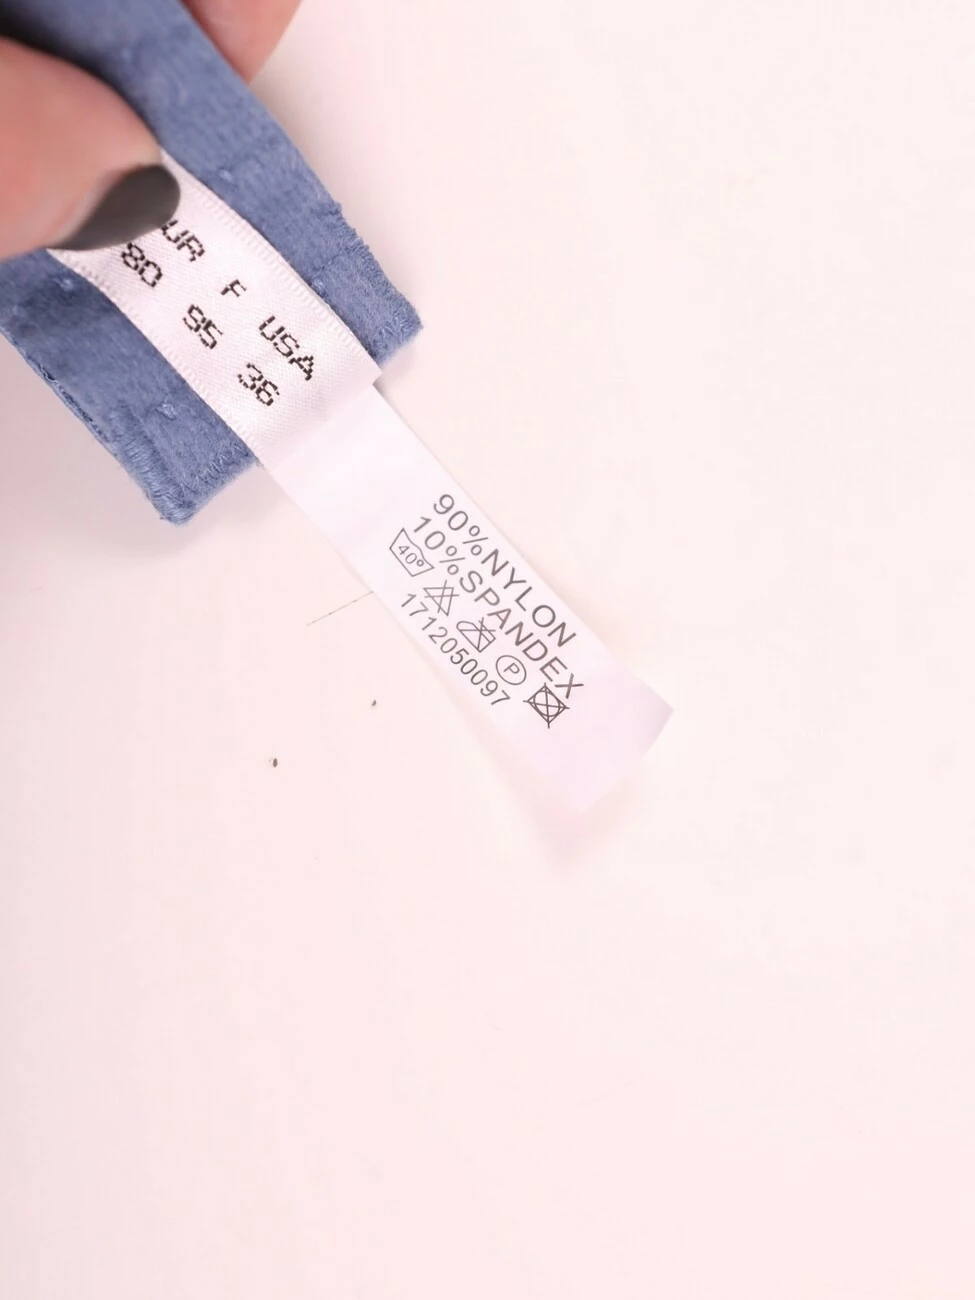 UR F USA
80 95 36
90%NYLON
10%SPANDEX
40°
P
1712050097